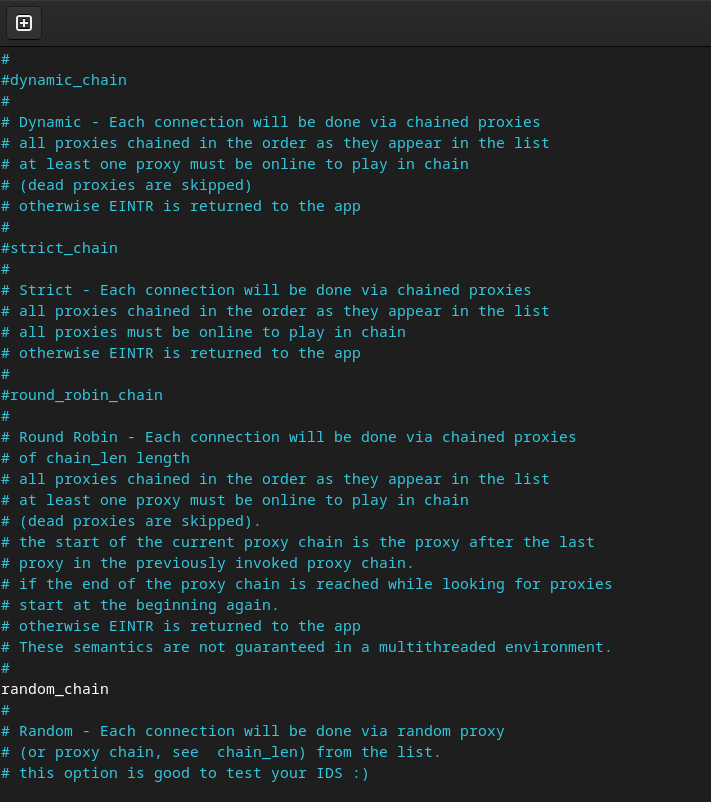 #
#dynamic_chain
#
# Dynamic - Each connection will be done via chained proxies
# all proxies chained in the order as they appear in the list
# at least one proxy must be online to play in chain
# (dead proxies are skipped)
# otherwise EINTR is returned to the app
#
#strict_chain
#
# Strict - Each connection will be done via chained proxies
# all proxies chained in the order as they appear in the list
# all proxies must be online to play in chain
# otherwise EINTR is returned to the app
#
#round_robin_chain
#
# Round Robin - Each connection will be done via chained proxies
# of chain_len length
# all proxies chained in the order as they appear in the list
# at least one proxy must be online to play in chain
# (dead proxies are skipped).
# the start of the current proxy chain is the proxy after the last
# proxy in the previously invoked proxy chain.
# if the end of the proxy chain is reached while looking for proxies
# start at the beginning again.
# otherwise EINTR is returned to the app
# These semantics are not guaranteed in a multithreaded environment.
#
random_chain
#
# Random - Each connection will be done via random proxy
# (or proxy chain, see  chain_len) from the list.
# this option is good to test your IDS :)